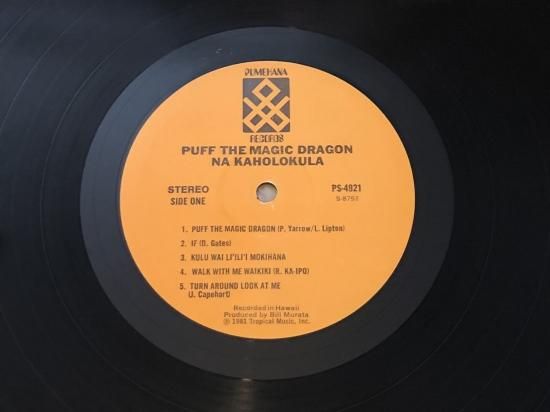 PUMEHANA
RECORDS
PUFF THE MAGIC DRAGON
NA KAHOLOKULA
STEREO
SIDE ONE
PS-4921
S-8752
1. PUFF THE MAGIC DRAGON (P. Yarrow/L. Lipton)
2. IF (D. Gates)
3. KULU WAI LI'ILI'I MOKIHANA
4. WALK WITH ME WAIKIKI (R. KA-IPO)
5. TURN AROUND LOOK AT ME
(J. Capehart)
Recorded in Hawaii
Produced by Bill Murata
℗ 1981 Tropical Music, Inc.